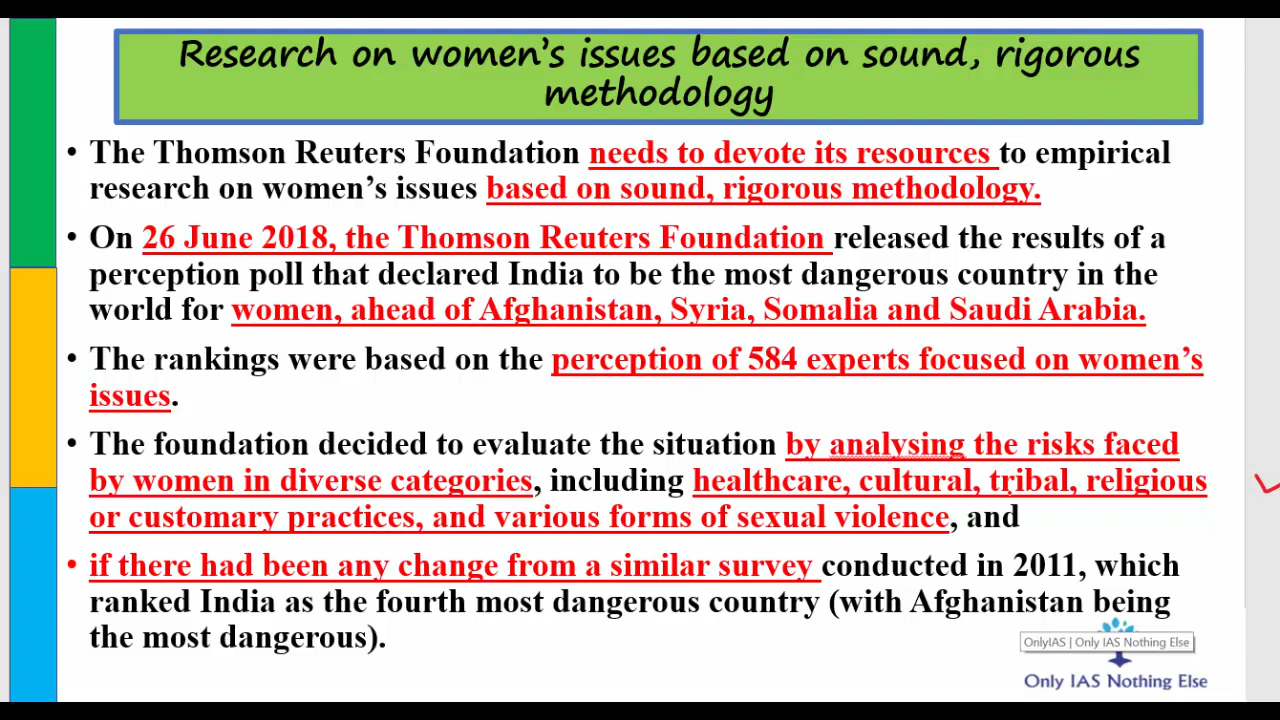 Research on women's issues based on sound, rigorous
methodology
• The Thomson Reuters Foundation needs to devote its resources to empirical
research on women's issues based on sound, rigorous methodology.
• On 26 June 2018, the Thomson Reuters Foundation released the results of a
perception poll that declared India to be the most dangerous country in the
world for women, ahead of Afghanistan, Syria, Somalia and Saudi Arabia.
• The rankings were based on the perception of 584 experts focused on women's
issues.
• The foundation decided to evaluate the situation by analysing the risks faced
by women in diverse categories, including healthcare, cultural, tribal, religious
or customary practices, and various forms of sexual violence, and
• if there had been any change from a similar survey conducted in 2011, which
ranked India as the fourth most dangerous country (with Afghanistan being
the most dangerous).
OnlyIAS | Only IAS Nothing Else
Only IAS Nothing Else